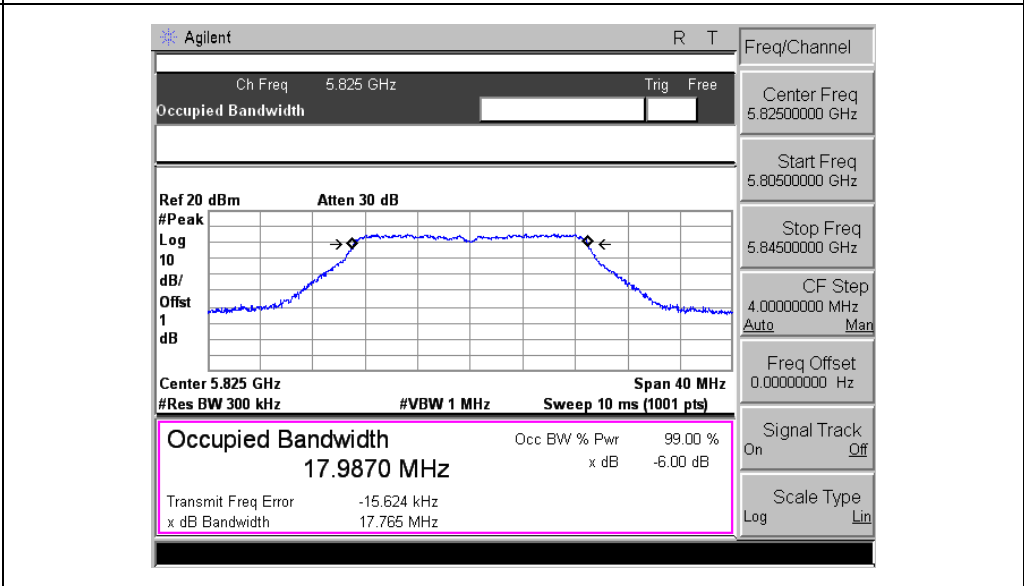 Agilent R T
Freq/Channel
Ch Freq 5.825 GHz Trig Free
Occupied Bandwidth
Center Freq
5.82500000 GHz
Start Freq
5.80500000 GHz
Stop Freq
5.84500000 GHz
CF Step
4.00000000 MHz
Auto Man
Freq Offset
0.00000000 Hz
Signal Track
On Off
Scale Type
Log Lin
Ref 20 dBm Atten 30 dB
#Peak
Log
10
dB/
Offst
1
dB
Center 5.825 GHz Span 40 MHz
#Res BW 300 kHz #VBW 1 MHz Sweep 10 ms (1001 pts)
Occupied Bandwidth Occ BW % Pwr 99.00 %
17.9870 MHz x dB -6.00 dB
Transmit Freq Error -15.624 kHz
x dB Bandwidth 17.765 MHz